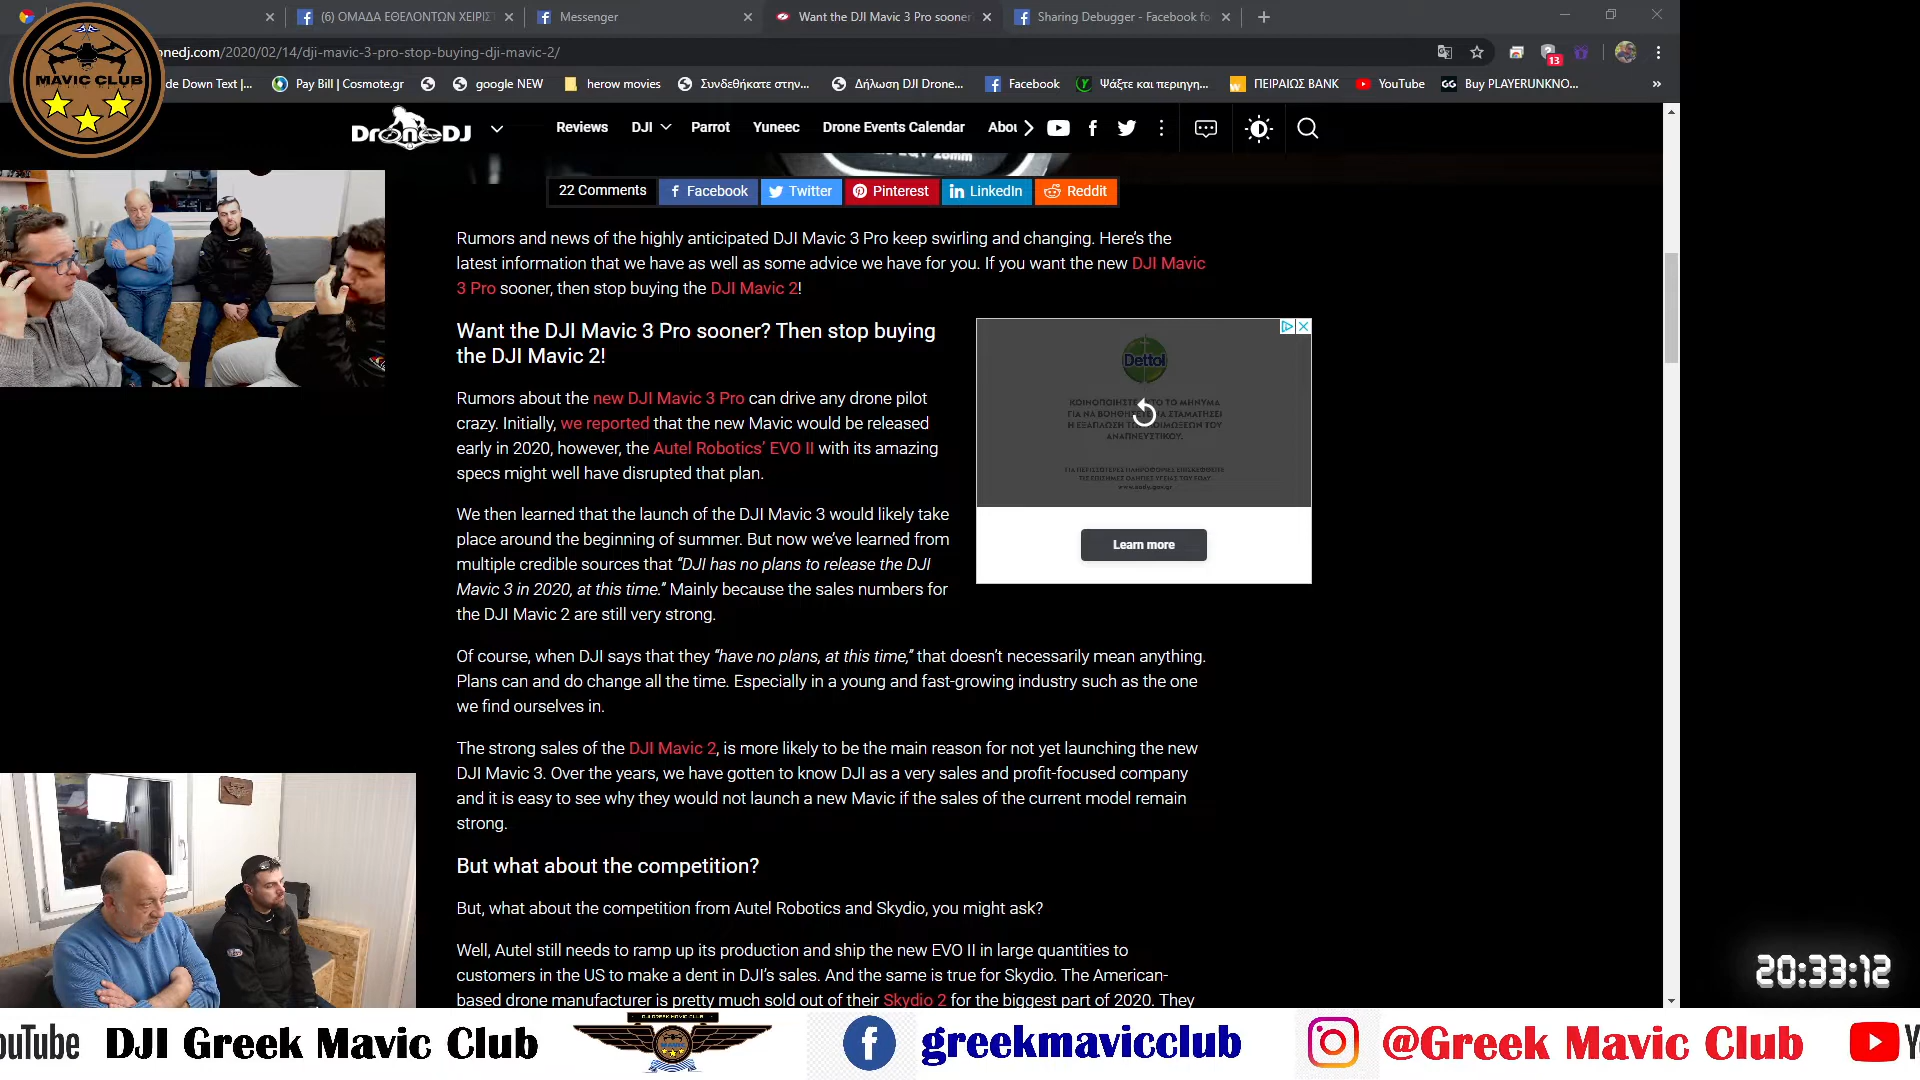 (6) ΟΜΑΔΑ ΕΘΕΛΟΝΤΩΝ ΧΕΙΡΙΣ
Messenger
Want the DJI Mavic 3 Pro sooner
Sharing Debugger - Facebook fo
onedj.com/2020/02/14/dji-mavic-3-pro-stop-buying-dji-mavic-2/
13
MAVIC CLUB
de Down Text |...
Pay Bill | Cosmote.gr
google NEW
herow movies
Συνδεθήκατε στην...
Δήλωση DJI Drone...
Facebook
Ψάξτε και περιηγη...
ΠΕΙΡΑΙΩΣ BANK
YouTube
GG Buy PLAYERUNKNO...
»
DroneDJ
Reviews
DJI
Parrot
Yuneec
Drone Events Calendar
Abou
22 Comments
Facebook
Twitter
Pinterest
LinkedIn
Reddit
Rumors and news of the highly anticipated DJI Mavic 3 Pro keep swirling and changing. Here's the
latest information that we have as well as some advice we have for you. If you want the new DJI Mavic
3 Pro sooner, then stop buying the DJI Mavic 2!
Want the DJI Mavic 3 Pro sooner? Then stop buying
the DJI Mavic 2!
Rumors about the new DJI Mavic 3 Pro can drive any drone pilot
crazy. Initially, we reported that the new Mavic would be released
early in 2020, however, the Autel Robotics' EVO II with its amazing
specs might well have disrupted that plan.
We then learned that the launch of the DJI Mavic 3 would likely take
place around the beginning of summer. But now we've learned from
multiple credible sources that "DJI has no plans to release the DJI
Mavic 3 in 2020, at this time." Mainly because the sales numbers for
the DJI Mavic 2 are still very strong.
Dettol
ΚΟΙΝΟΠΟΙΗΣΤΕ ΑΥΤΟ ΤΟ ΜΗΝΥΜΑ
ΓΙΑ ΝΑ ΒΟΗΘΗΣΕΤΕ ΝΑ ΣΤΑΜΑΤΗΣΕΙ
Η ΕΞΑΠΛΩΣΗ ΤΩΝ ΛΟΙΜΩΞΕΩΝ ΤΟΥ
ΑΝΑΠΝΕΥΣΤΙΚΟΥ.
Learn more
Of course, when DJI says that they "have no plans, at this time," that doesn't necessarily mean anything.
Plans can and do change all the time. Especially in a young and fast-growing industry such as the one
we find ourselves in.
The strong sales of the DJI Mavic 2, is more likely to be the main reason for not yet launching the new
DJI Mavic 3. Over the years, we have gotten to know DJI as a very sales and profit-focused company
and it is easy to see why they would not launch a new Mavic if the sales of the current model remain
strong.
But what about the competition?
But, what about the competition from Autel Robotics and Skydio, you might ask?
Well, Autel still needs to ramp up its production and ship the new EVO II in large quantities to
customers in the US to make a dent in DJI's sales. And the same is true for Skydio. The American-
based drone manufacturer is pretty much sold out of their Skydio 2 for the biggest part of 2020. They
20:33:12
ouTube DJI Greek Mavic Club
DJI GREEK MAVIC CLUB
MAVIC
greekmavicclub
@Greek Mavic Club
Y